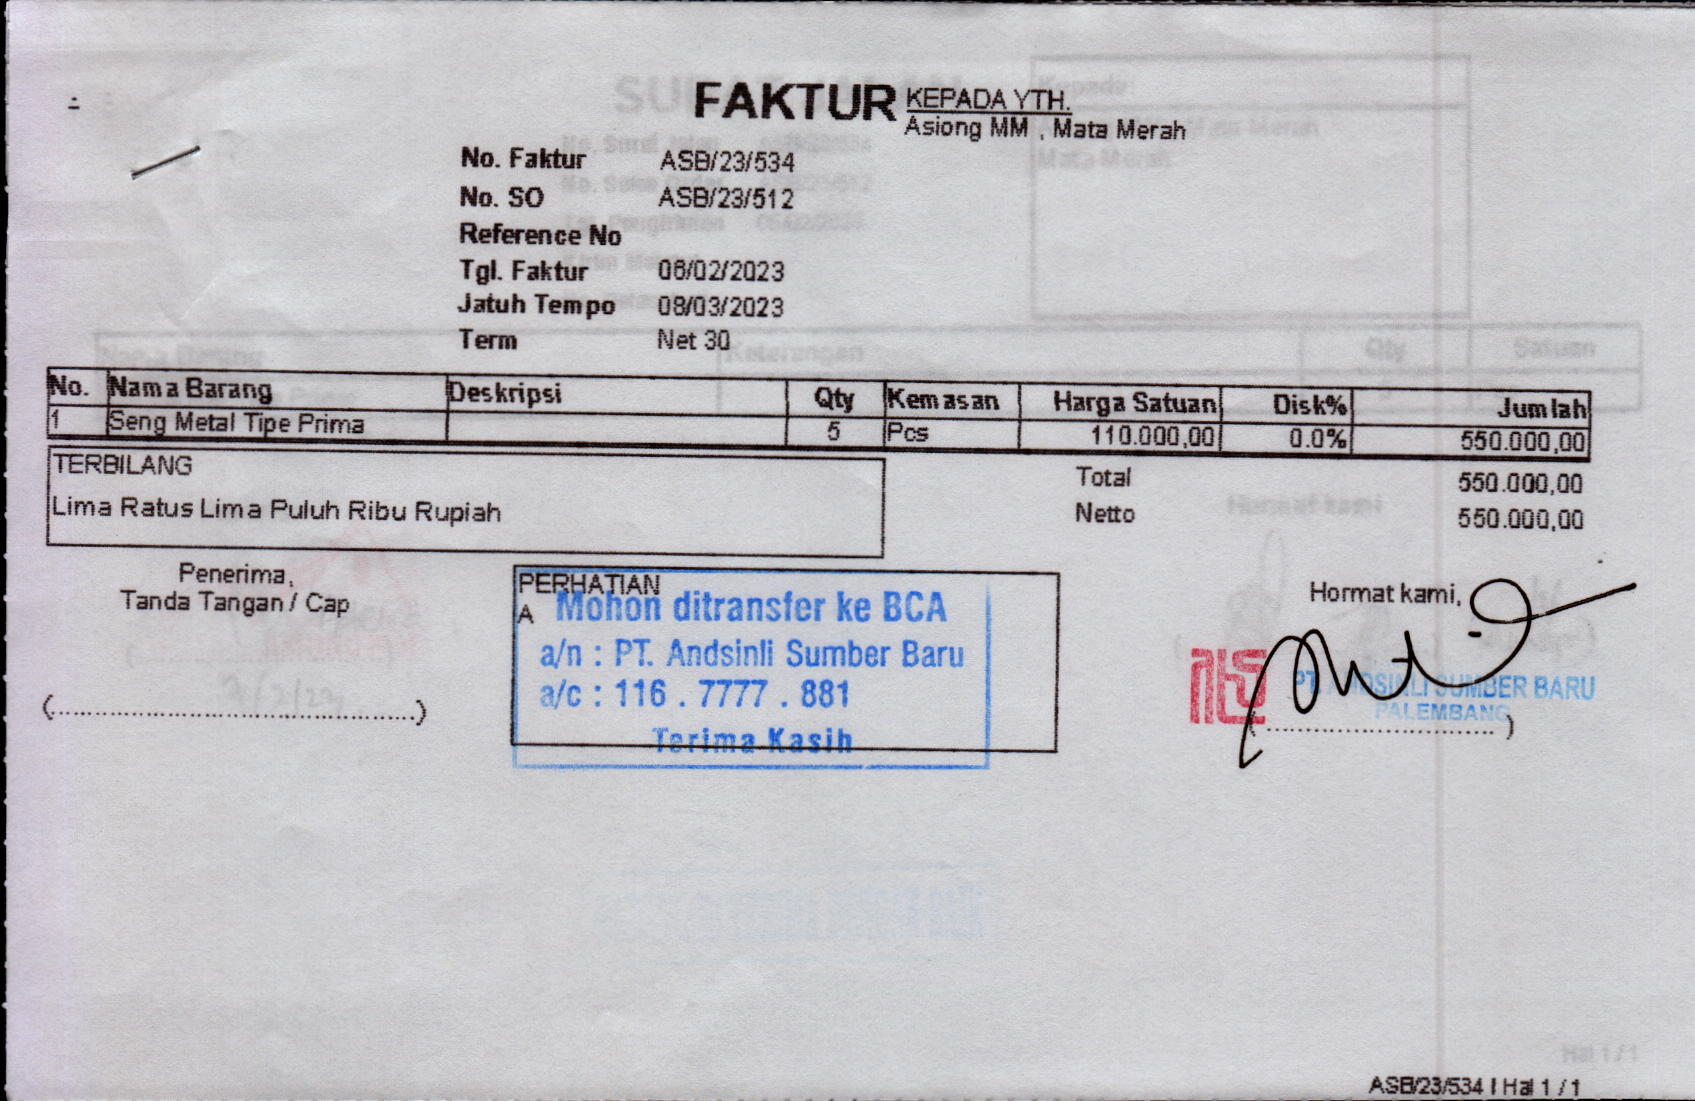 FAKTUR
KEPADA YTH.
Asiong MM , Mata Merah
No. Faktur ASB/23/534
No. SO ASB/23/512
Reference No
Tgl. Faktur 06/02/2023
Jatuh Tempo 08/03/2023
Term Net 30
No. Nama Barang Deskripsi Qty Kemasan Harga Satuan Disk% Jumlah
1 Seng Metal Tipe Prima 5 Pcs 110.000,00 0.0% 550.000,00
TERBILANG
Lima Ratus Lima Puluh Ribu Rupiah
Total 550.000,00
Netto 550.000,00
Penerima,
Tanda Tangan / Cap
(..........................................)
PERHATIAN
A
Mohon ditransfer ke BCA
a/n : PT. Andsinli Sumber Baru
a/c : 116 . 7777 . 881
Terima Kasih
Hormat kami,
PT. ANDSINLI SUMBER BARU
PALEMBANG
(..........................)
ASB/23/534 | Hal 1 / 1